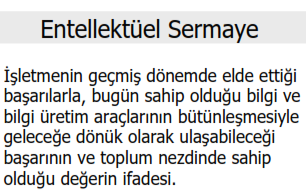 Entellektüel Sermaye
İşletmenin geçmiş dönemde elde ettiği
başarılarla, bugün sahip olduğu bilgi ve
bilgi üretim araçlarının bütünleşmesiyle
geleceğe dönük olarak ulaşabileceği
başarının ve toplum nezdinde sahip
olduğu değerin ifadesi.